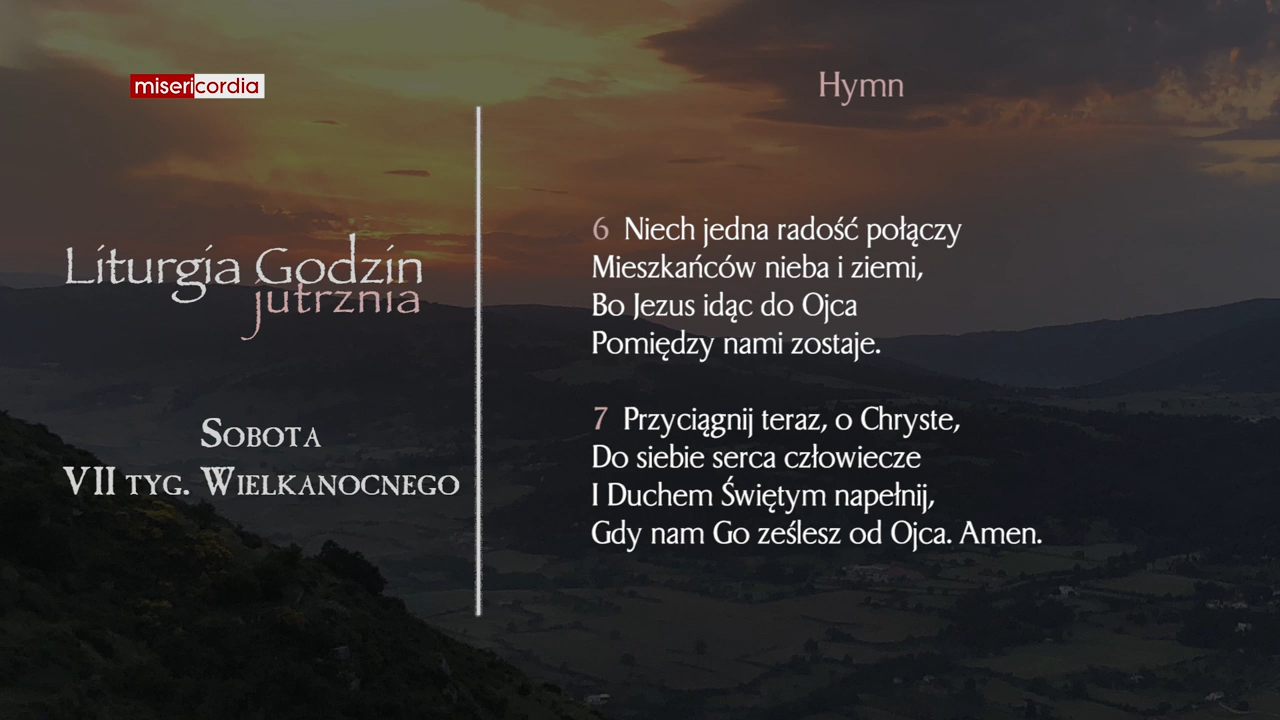 misericordia
Liturgia Godzin
jutrznia
Sobota
VII tyg. Wielkanocnego
Hymn
6 Niech jedna radość połączy
Mieszkańców nieba i ziemi,
Bo Jezus idąc do Ojca
Pomiędzy nami zostaje.
7 Przyciągnij teraz, o Chryste,
Do siebie serca człowiecze
I Duchem Świętym napełnij,
Gdy nam Go ześlesz od Ojca. Amen.